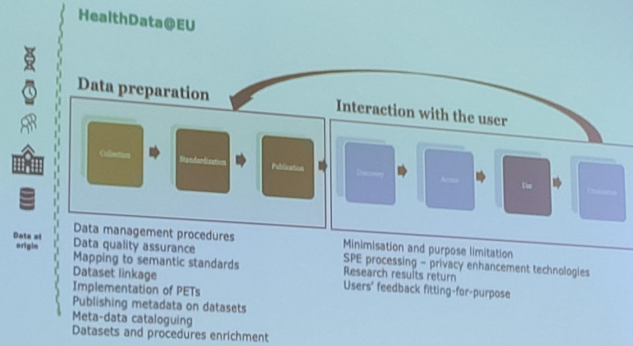 HealthData@EU
Data preparation
Interaction with the user
Collection
Standardization
Publication
Discovery
Access
Use
Data at
origin
Data management procedures
Data quality assurance
Mapping to semantic standards
Dataset linkage
Implementation of PETs
Publishing metadata on datasets
Meta-data cataloguing
Datasets and procedures enrichment
Minimisation and purpose limitation
SPE processing – privacy enhancement technologies
Research results return
Users' feedback fitting-for-purpose